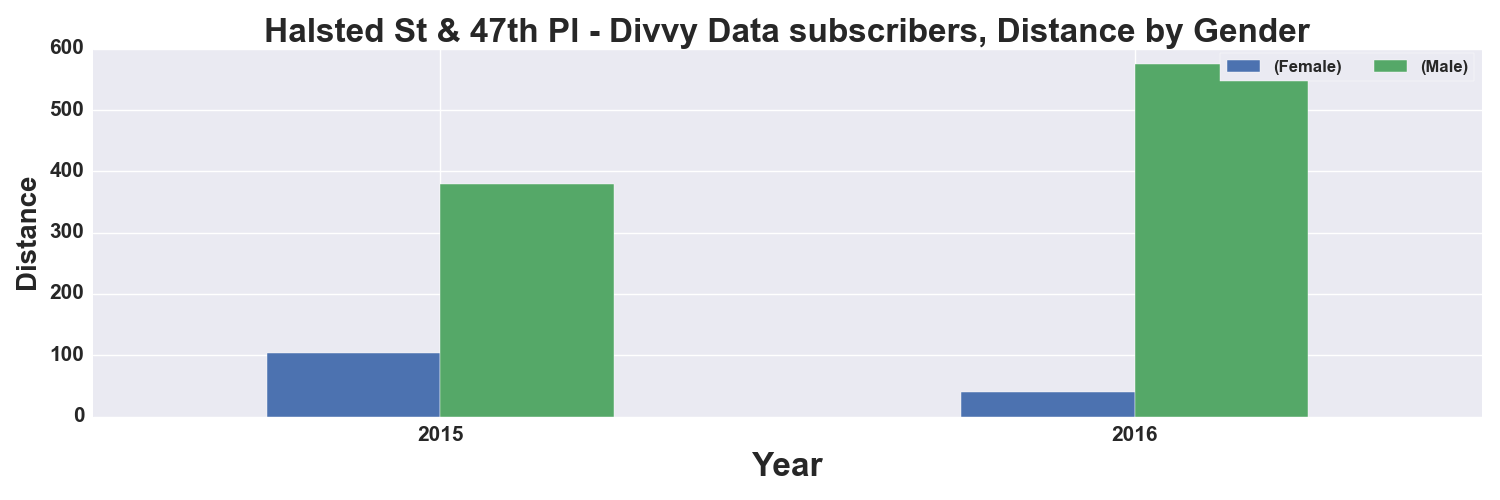 Halsted St & 47th Pl - Divvy Data subscribers, Distance by Gender
(Female) (Male)
Distance
600
500
400
300
200
100
0
2015 2016
Year